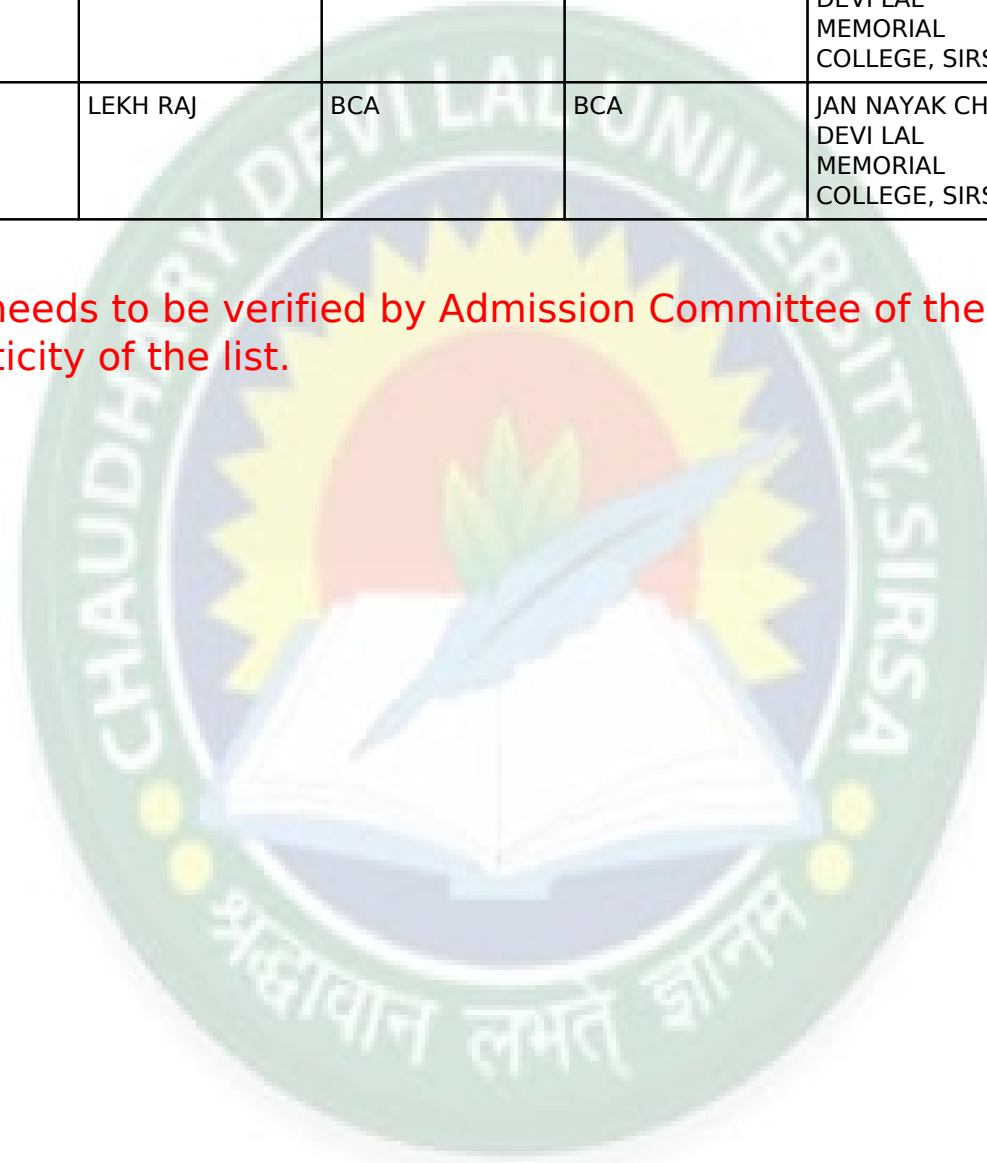 DEVI LAL
MEMORIAL
COLLEGE, SIRS
LEKH RAJ BCA BCA JAN NAYAK CH
DEVI LAL
MEMORIAL
COLLEGE, SIRS
needs to be verified by Admission Committee of the
ticity of the list.
CHAUDHARY DEVI LAL UNIVERSITY, SIRSA
श्रद्धावान लभते ज्ञानम